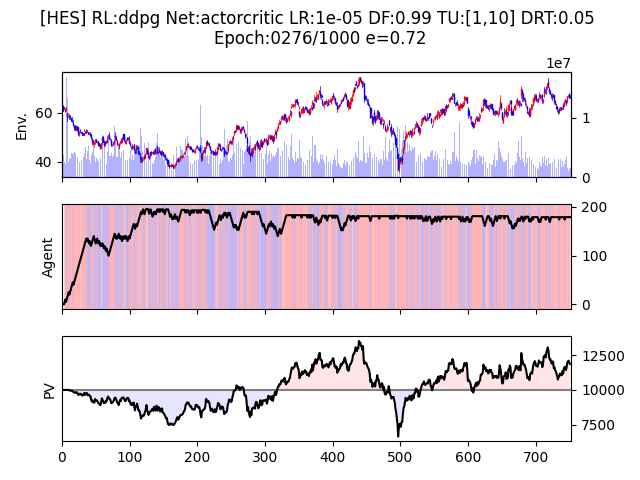 [HES] RL:ddpg Net:actorcritic LR:1e-05 DF:0.99 TU:[1,10] DRT:0.05
Epoch:0276/1000 e=0.72
1e7
Env.
60
40
1
0
Agent
200
100
0
PV
12500
10000
7500
0 100 200 300 400 500 600 700